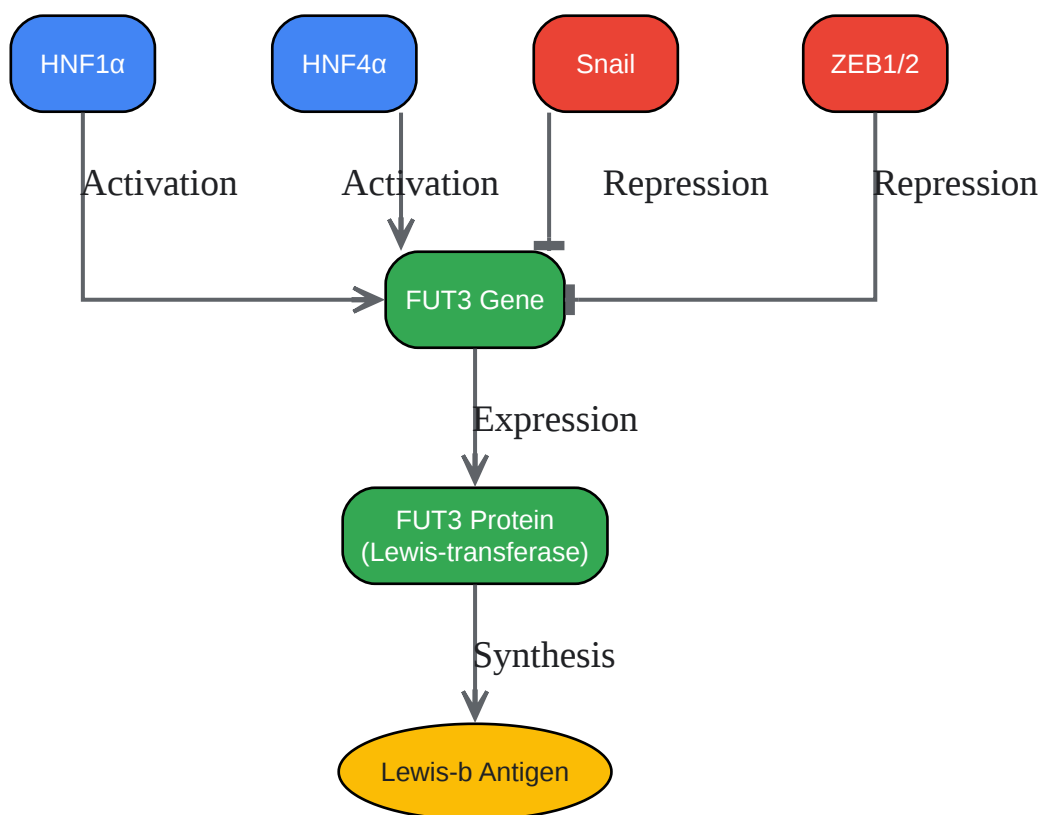 HNF1α
HNF4α
Snail
ZEB1/2
Activation
Activation
Repression
Repression
FUT3 Gene
Expression
FUT3 Protein
(Lewis-transferase)
Synthesis
Lewis-b Antigen